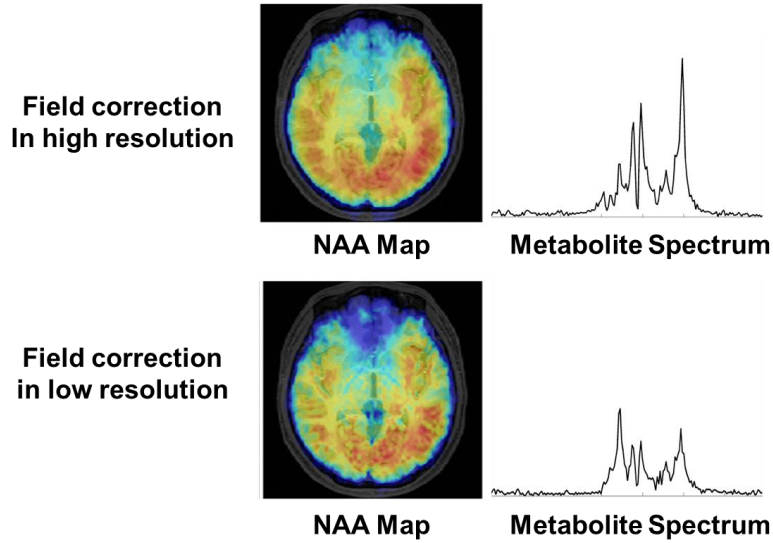 Field correction
In high resolution
NAA Map
Metabolite Spectrum
Field correction
in low resolution
NAA Map
Metabolite Spectrum